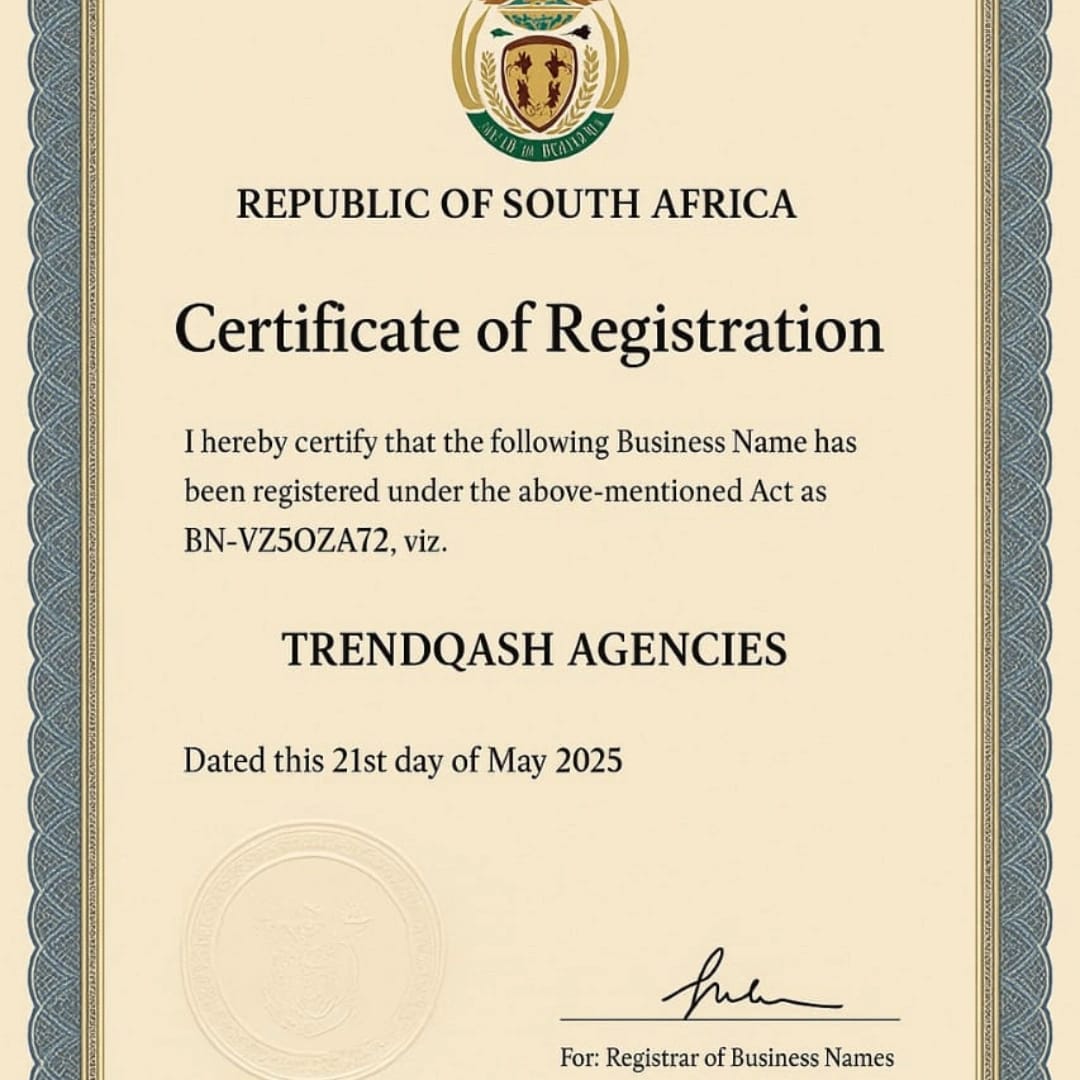 REPUBLIC OF SOUTH AFRICA
Certificate of Registration
I hereby certify that the following Business Name has
been registered under the above-mentioned Act as
BN-VZ5OZA72, viz.
TRENDQASH AGENCIES
Dated this 21st day of May 2025
For: Registrar of Business Names